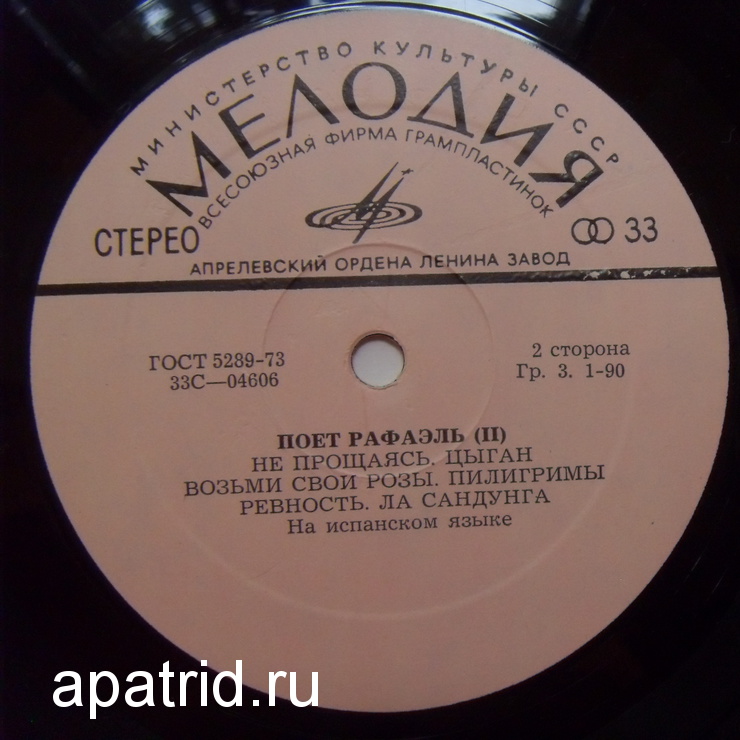 МИНИСТЕРСТВО КУЛЬТУРЫ СССР
МЕЛОДИЯ
ВСЕСОЮЗНАЯ ФИРМА ГРАМПЛАСТИНОК
СТЕРЕО
33
АПРЕЛЕВСКИЙ ОРДЕНА ЛЕНИНА ЗАВОД
ГОСТ 5289-73
33С—04606
2 сторона
Гр. 3. 1-90
ПОЕТ РАФАЭЛЬ (II)
НЕ ПРОЩАЯСЬ. ЦЫГАН
ВОЗЬМИ СВОИ РОЗЫ. ПИЛИГРИМЫ
РЕВНОСТЬ. ЛА САНДУНГА
На испанском языке
apatrid.ru